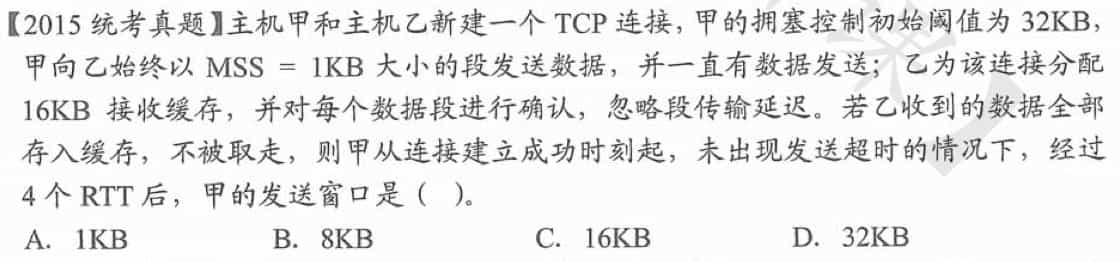 【2015 统考真题】主机甲和主机乙新建一个 TCP 连接，甲的拥塞控制初始阈值为 32KB，
甲向乙始终以 MSS = 1KB 大小的段发送数据，并一直有数据发送；乙为该连接分配
16KB 接收缓存，并对每个数据段进行确认，忽略段传输延迟。若乙收到的数据全部
存入缓存，不被取走，则甲从连接建立成功时刻起，未出现发送超时的情况下，经过
4 个 RTT 后，甲的发送窗口是（ ）。
A. 1KB B. 8KB C. 16KB D. 32KB